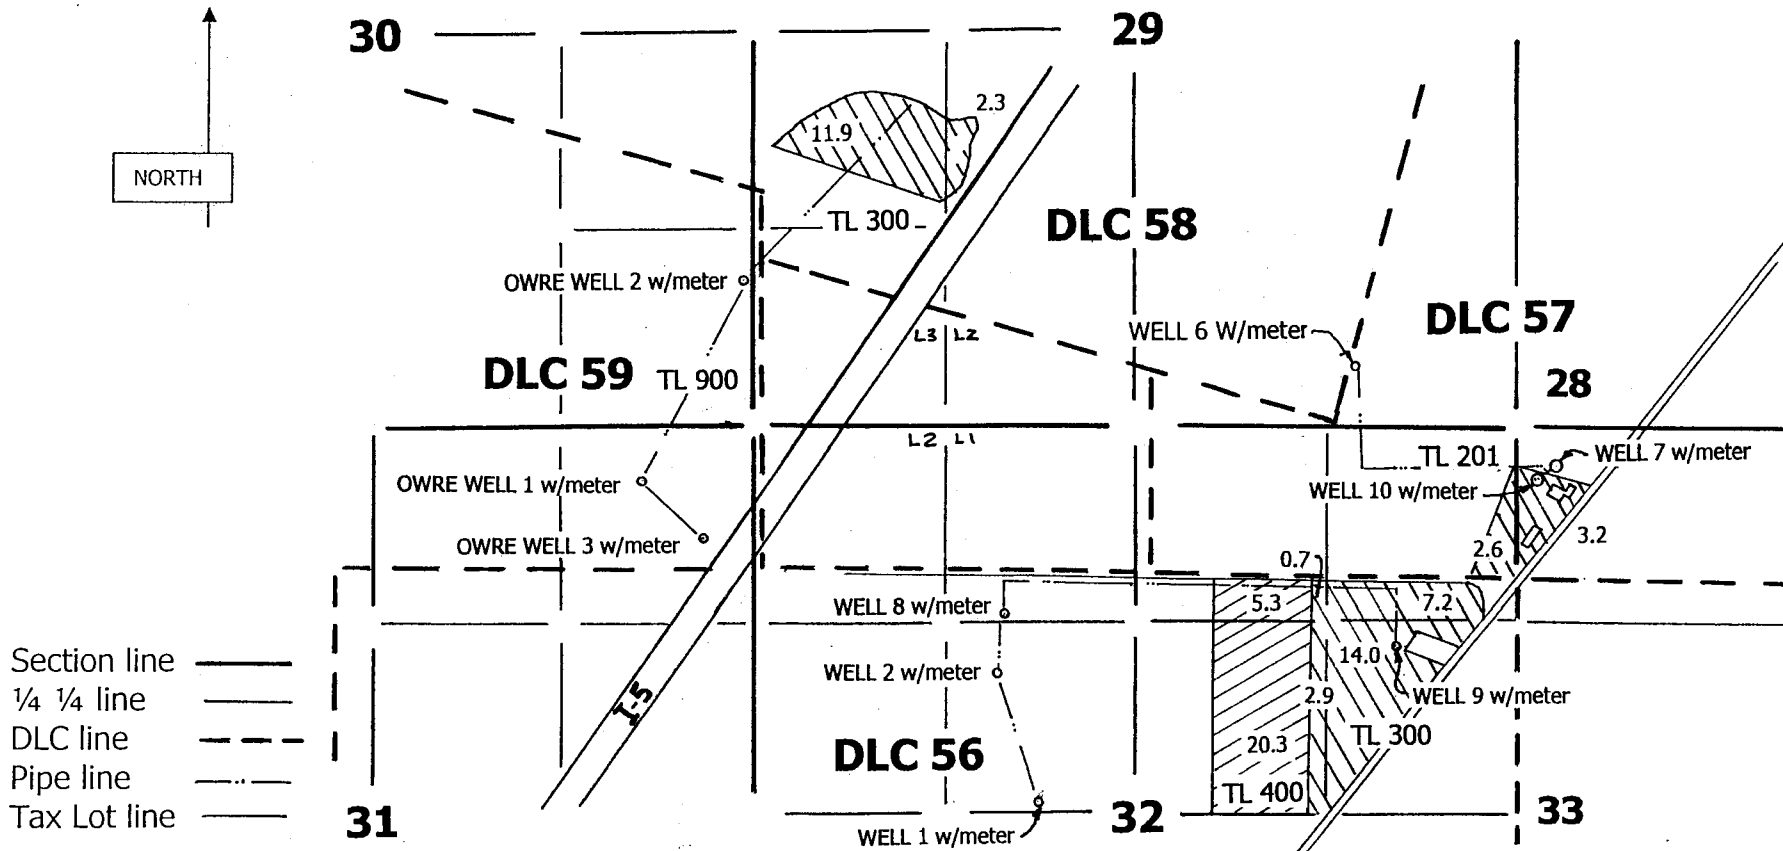 30
29
NORTH
2.3
11.9
TL 300
DLC 58
OWRE WELL 2 w/meter
DLC 57
WELL 6 W/meter
L3 L2
DLC 59
TL 900
28
L2 L1
TL 201
WELL 7 w/meter
OWRE WELL 1 w/meter
WELL 10 w/meter
OWRE WELL 3 w/meter
2.6
3.2
0.7
WELL 8 w/meter
5.3
7.2
Section line
14.0
WELL 2 w/meter
¼ ¼ line
2.9
WELL 9 w/meter
I-5
DLC line
TL 300
20.3
DLC 56
Pipe line
TL 400
Tax Lot line
31
32
33
WELL 1 w/meter